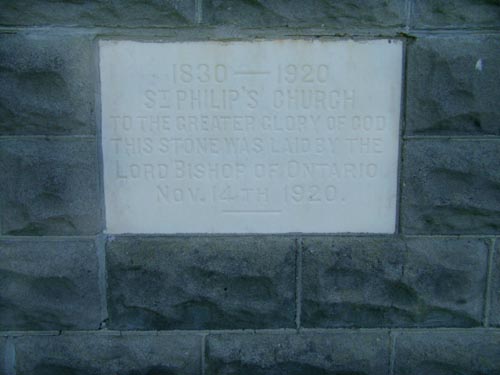 1830 — 1920
ST PHILIP'S CHURCH
TO THE GREATER GLORY OF GOD
THIS STONE WAS LAID BY THE
LORD BISHOP OF ONTARIO
NOV. 14TH 1920.